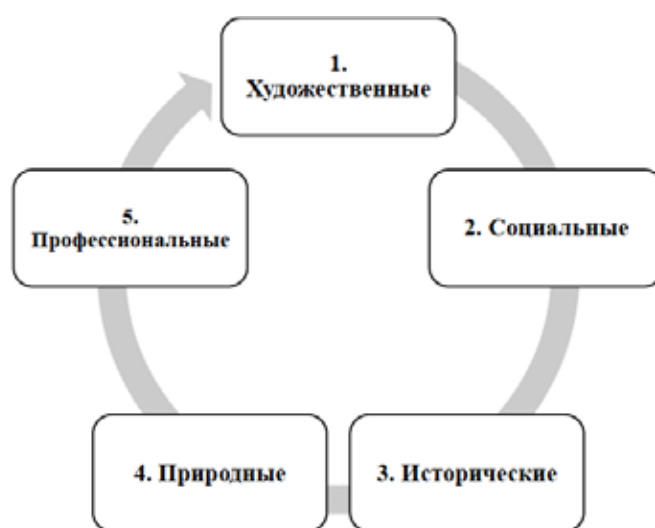 1.
Художественные
2. Социальные
3. Исторические
4. Природные
5.
Профессиональные